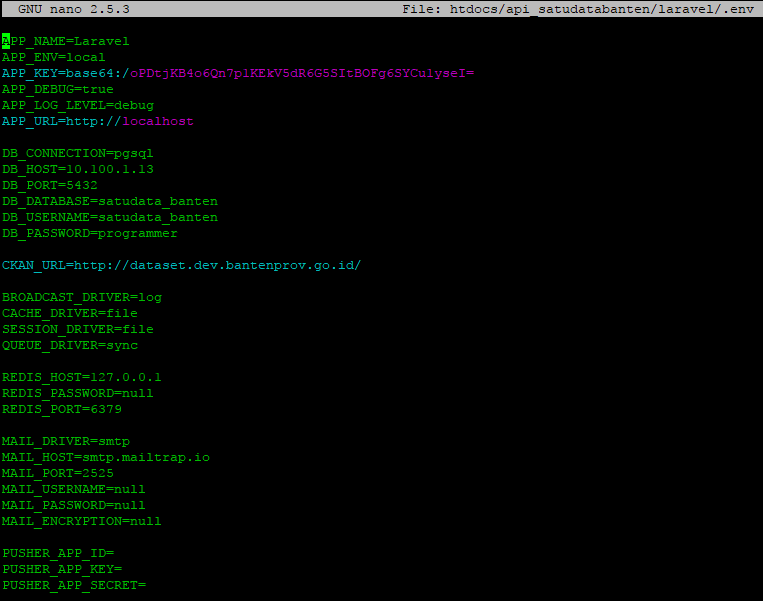 GNU nano 2.5.3 File: htdocs/api_satudatabanten/laravel/.env
APP_NAME=Laravel
APP_ENV=local
APP_KEY=base64:/oPDtjKB4o6Qn7plKEkV5dR6G5SItBOFg6SYCulyseI=
APP_DEBUG=true
APP_LOG_LEVEL=debug
APP_URL=http://localhost
DB_CONNECTION=pgsql
DB_HOST=10.100.1.13
DB_PORT=5432
DB_DATABASE=satudata_banten
DB_USERNAME=satudata_banten
DB_PASSWORD=programmer
CKAN_URL=http://dataset.dev.bantenprov.go.id/
BROADCAST_DRIVER=log
CACHE_DRIVER=file
SESSION_DRIVER=file
QUEUE_DRIVER=sync
REDIS_HOST=127.0.0.1
REDIS_PASSWORD=null
REDIS_PORT=6379
MAIL_DRIVER=smtp
MAIL_HOST=smtp.mailtrap.io
MAIL_PORT=2525
MAIL_USERNAME=null
MAIL_PASSWORD=null
MAIL_ENCRYPTION=null
PUSHER_APP_ID=
PUSHER_APP_KEY=
PUSHER_APP_SECRET=